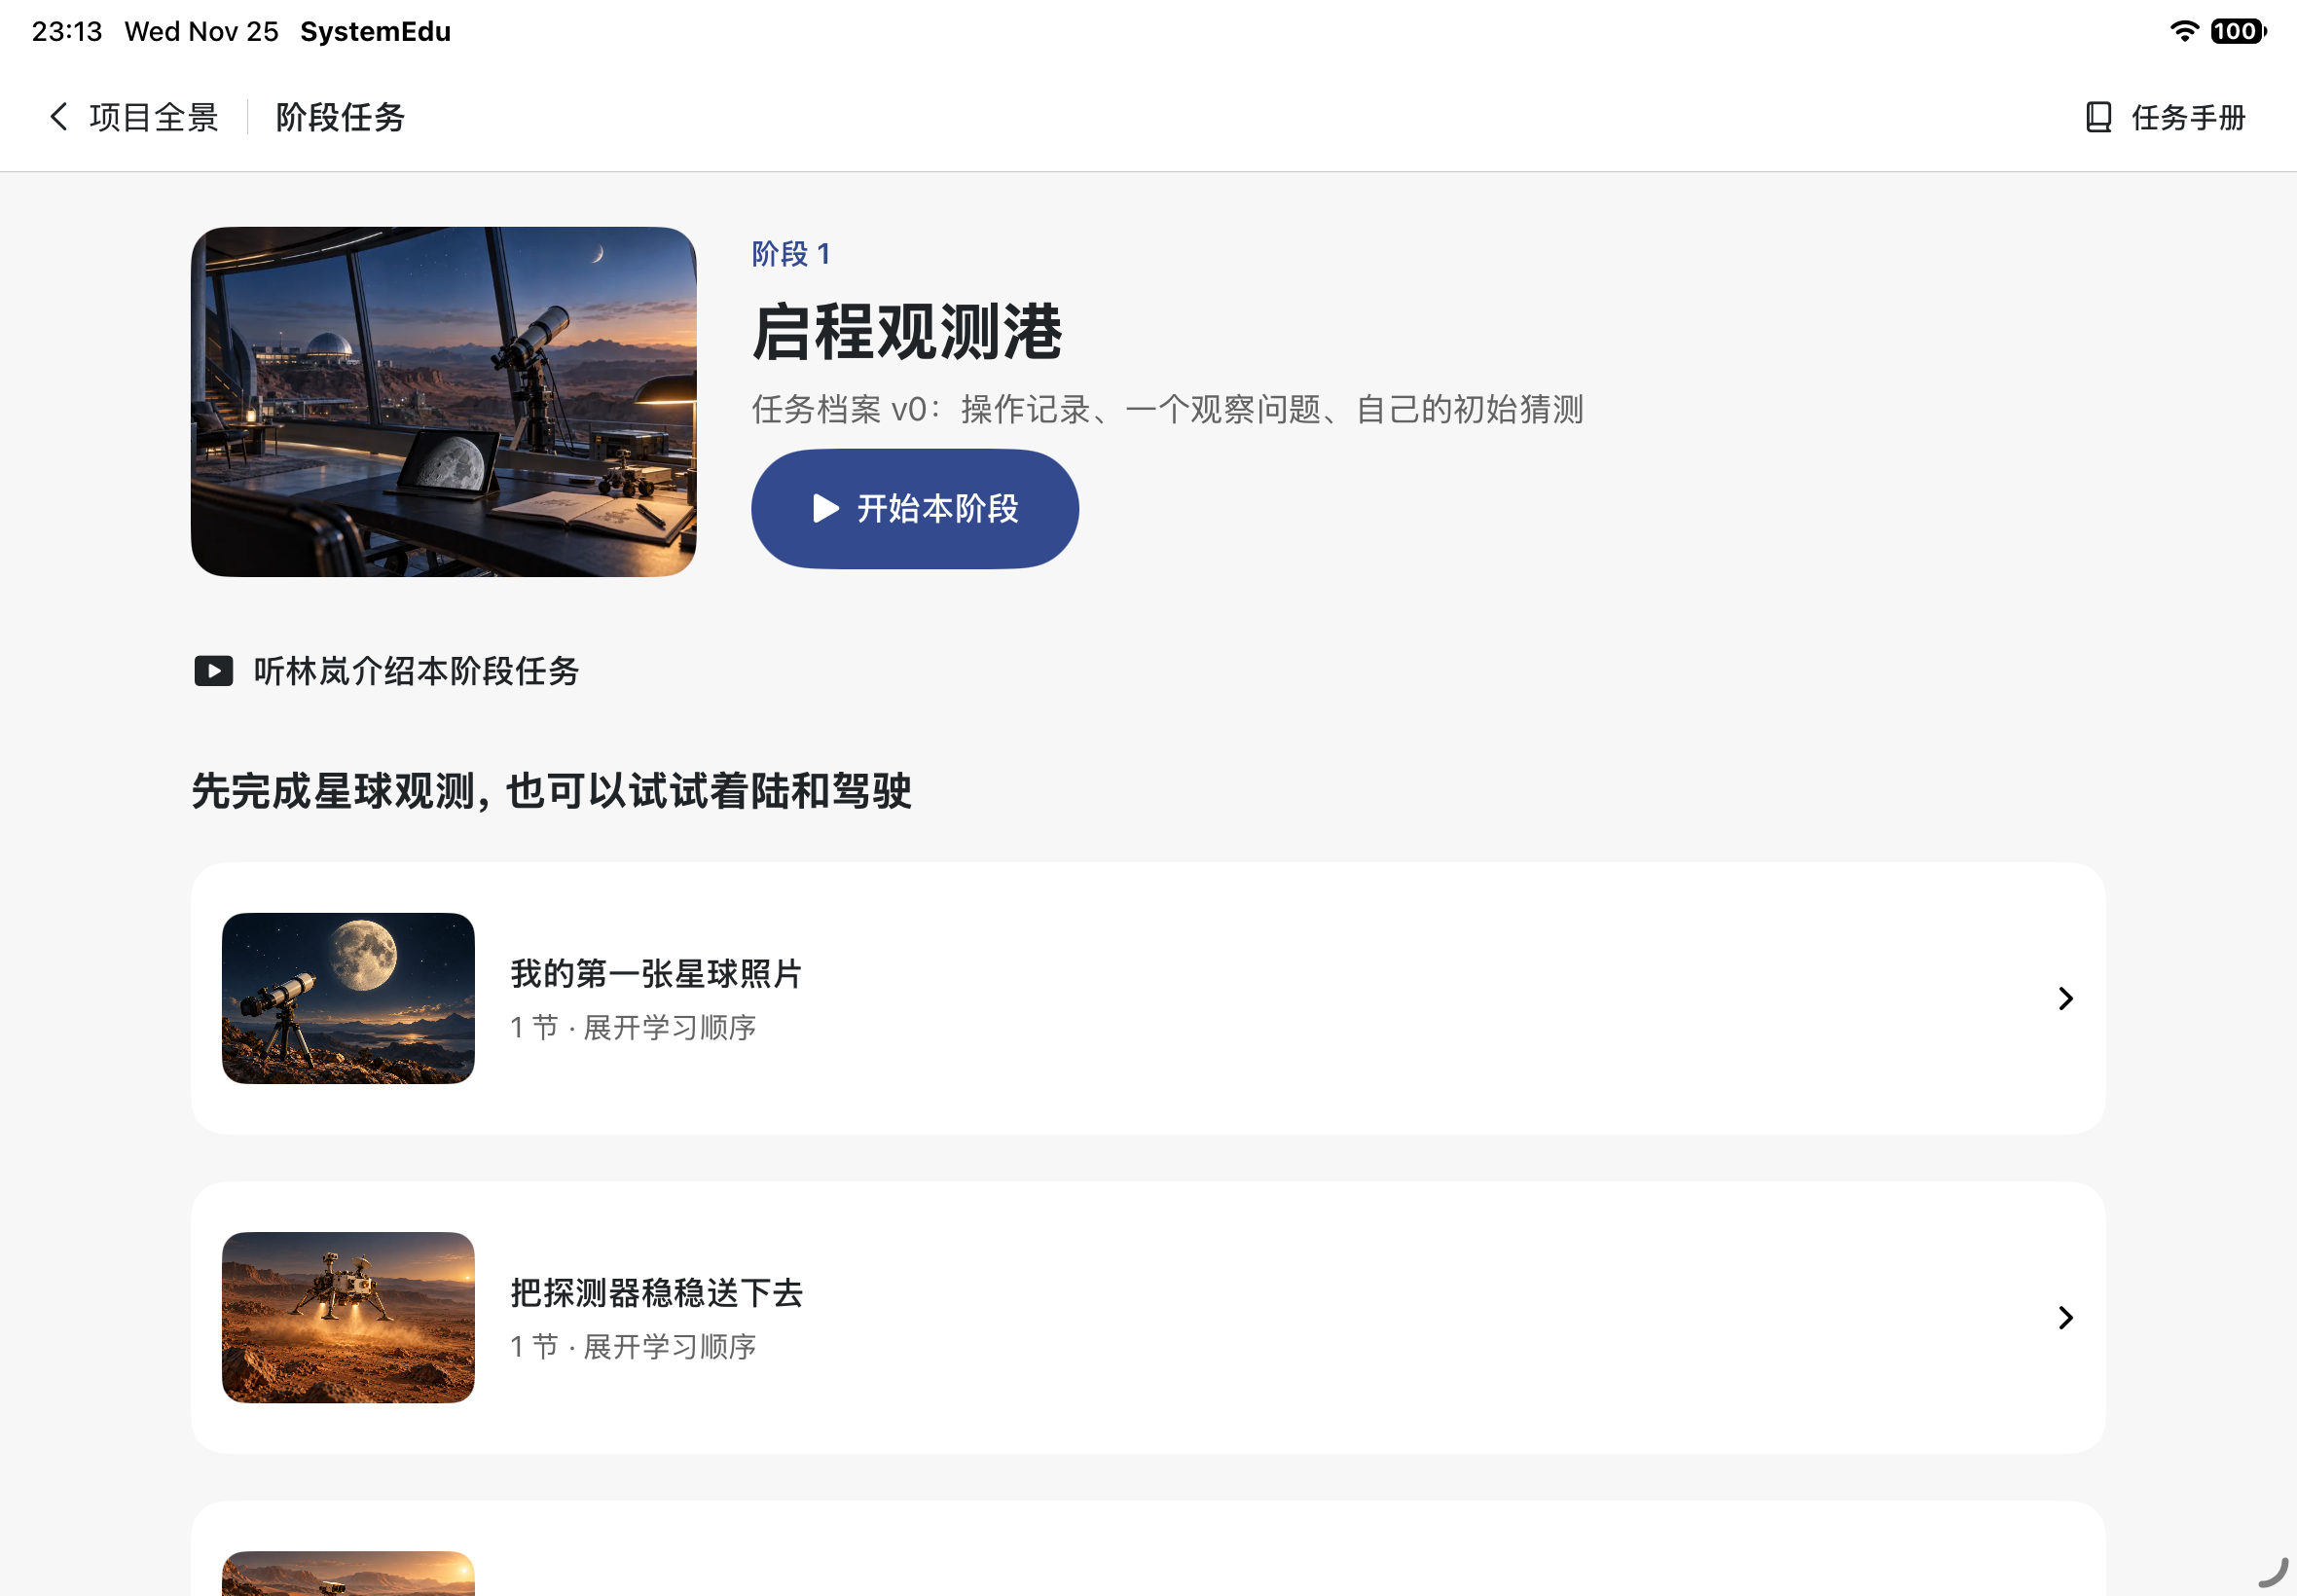 23:13 Wed Nov 25 SystemEdu
100
项目全景 阶段任务
任务手册
阶段 1
启程观测港
任务档案 v0：操作记录、一个观察问题、自己的初始猜测
开始本阶段
听林岚介绍本阶段任务
先完成星球观测，也可以试试着陆和驾驶
我的第一张星球照片
1 节 · 展开学习顺序
把探测器稳稳送下去
1 节 · 展开学习顺序